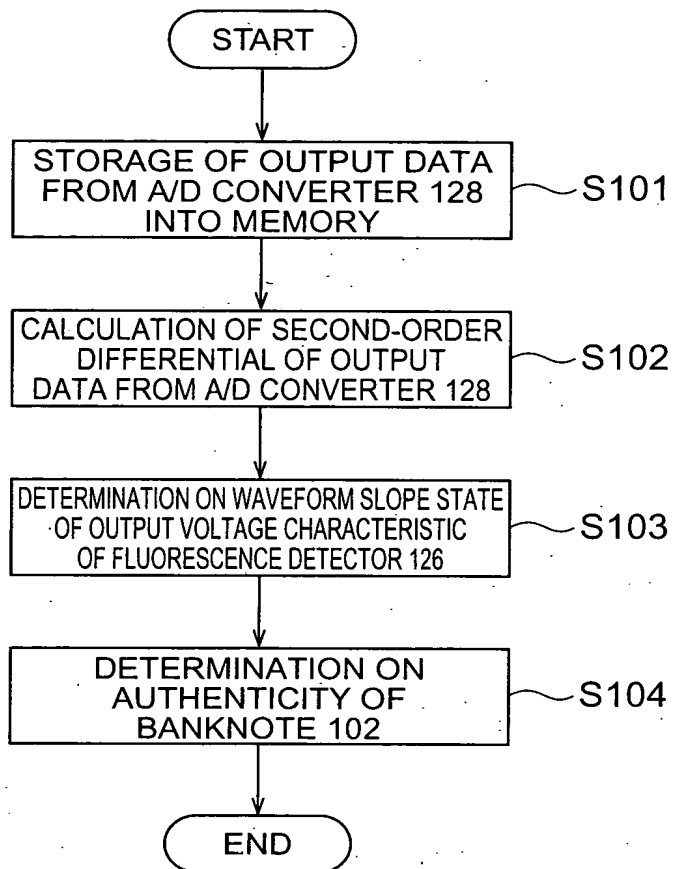 START
STORAGE OF OUTPUT DATA
FROM A/D CONVERTER 128
INTO MEMORY
S101
CALCULATION OF SECOND-ORDER
DIFFERENTIAL OF OUTPUT
DATA FROM A/D CONVERTER 128
S102
DETERMINATION ON WAVEFORM SLOPE STATE
OF OUTPUT VOLTAGE CHARACTERISTIC
OF FLUORESCENCE DETECTOR 126
S103
DETERMINATION ON
AUTHENTICITY OF
BANKNOTE 102
S104
END